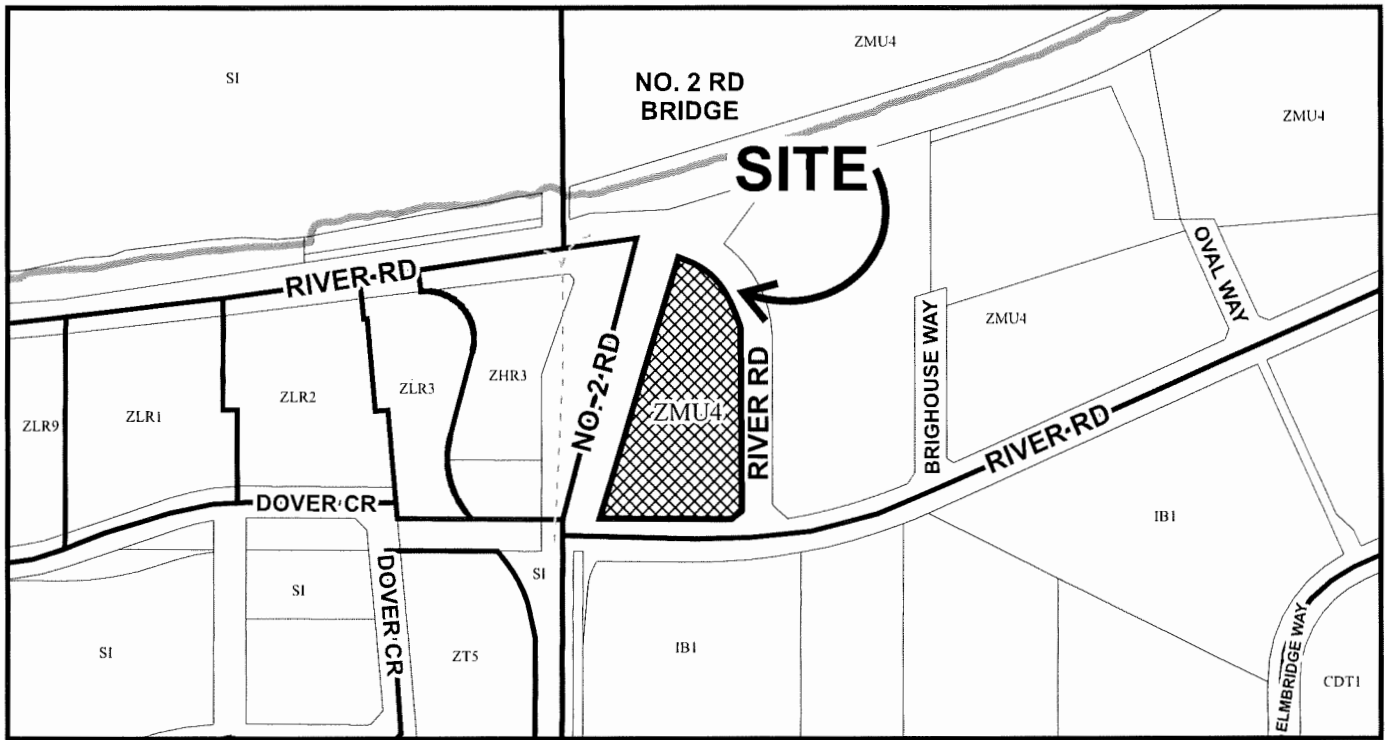 SI
ZMU4
NO. 2 RD
BRIDGE
ZMU4
SITE
RIVER RD
OVAL WAY
ZLR9
ZLR1
ZLR2
ZLR3
ZHR3
NO. 2 RD
ZMU4
RIVER RD
BRIGHOUSE WAY
ZMU4
RIVER RD
DOVER CR
DOVER CR
SI
SI
SI
ZT5
IB1
IB1
ELMBRIDGE WAY
CDT1